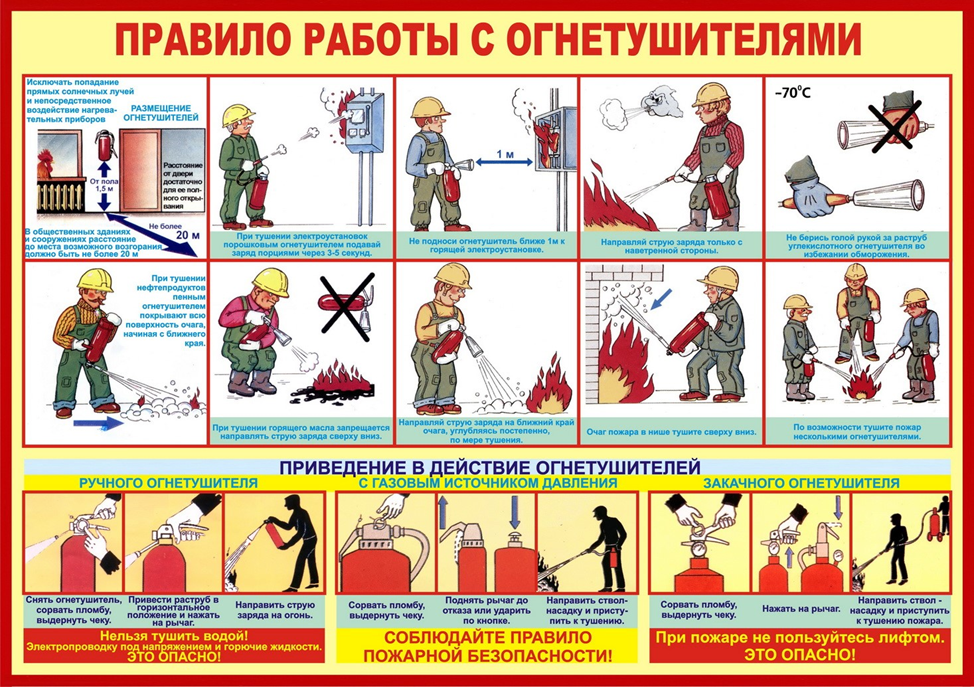 ПРАВИЛО РАБОТЫ С ОГНЕТУШИТЕЛЯМИ
Исключать попадание
прямых солнечных лучей
и непосредственное
воздействие нагрева-
тельных приборов
РАЗМЕЩЕНИЕ
ОГНЕТУШИТЕЛЕЙ
От пола
1,5 м
Расстояние
от двери
достаточно
для ее пол-
ного откры-
вания
Не более
20 м
В общественных зданиях
и сооружениях расстояние
до места возможного возгорания
должно быть не более 20 м
При тушении электроустановок
порошковым огнетушителем подавай
заряд порциями через 3-5 секунд.
1 м
Не подноси огнетушитель ближе 1м к
горящей электроустановке.
Направляй струю заряда только с
наветренной стороны.
–70⁰С
Не берись голой рукой за раструб
углекислотного огнетушителя во
избежании обморожения.
При тушении
нефтепродуктов
пенным
огнетушителем
покрывают всю
поверхность очага,
начиная с ближнего
края.
При тушении горящего масла запрещается
направлять струю заряда сверху вниз.
Направляй струю заряда на ближний край
очага, углубляясь постепенно,
по мере тушения.
Очаг пожара в нише тушите сверху вниз.
По возможности тушите пожар
несколькими огнетушителями.
ПРИВЕДЕНИЕ В ДЕЙСТВИЕ ОГНЕТУШИТЕЛЕЙ
РУЧНОГО ОГНЕТУШИТЕЛЯ
С ГАЗОВЫМ ИСТОЧНИКОМ ДАВЛЕНИЯ
ЗАКАЧНОГО ОГНЕТУШИТЕЛЯ
Снять огнетушитель,
сорвать пломбу,
выдернуть чеку.
Привести раструб в
горизонтальное
положение и нажать
на рычаг.
Направить струю
заряда на огонь.
Сорвать пломбу,
выдернуть чеку.
Поднять рычаг до
отказа или ударить
по кнопке.
Направить ствол-
насадку и присту-
пить к тушению.
Сорвать пломбу,
выдернуть чеку.
Нажать на рычаг.
Направить ствол -
насадку и приступить
к тушению пожара.
Нельзя тушить водой!
Электропроводку под напряжением и горючие жидкости.
ЭТО ОПАСНО!
СОБЛЮДАЙТЕ ПРАВИЛО
ПОЖАРНОЙ БЕЗОПАСНОСТИ!
При пожаре не пользуйтесь лифтом.
ЭТО ОПАСНО!